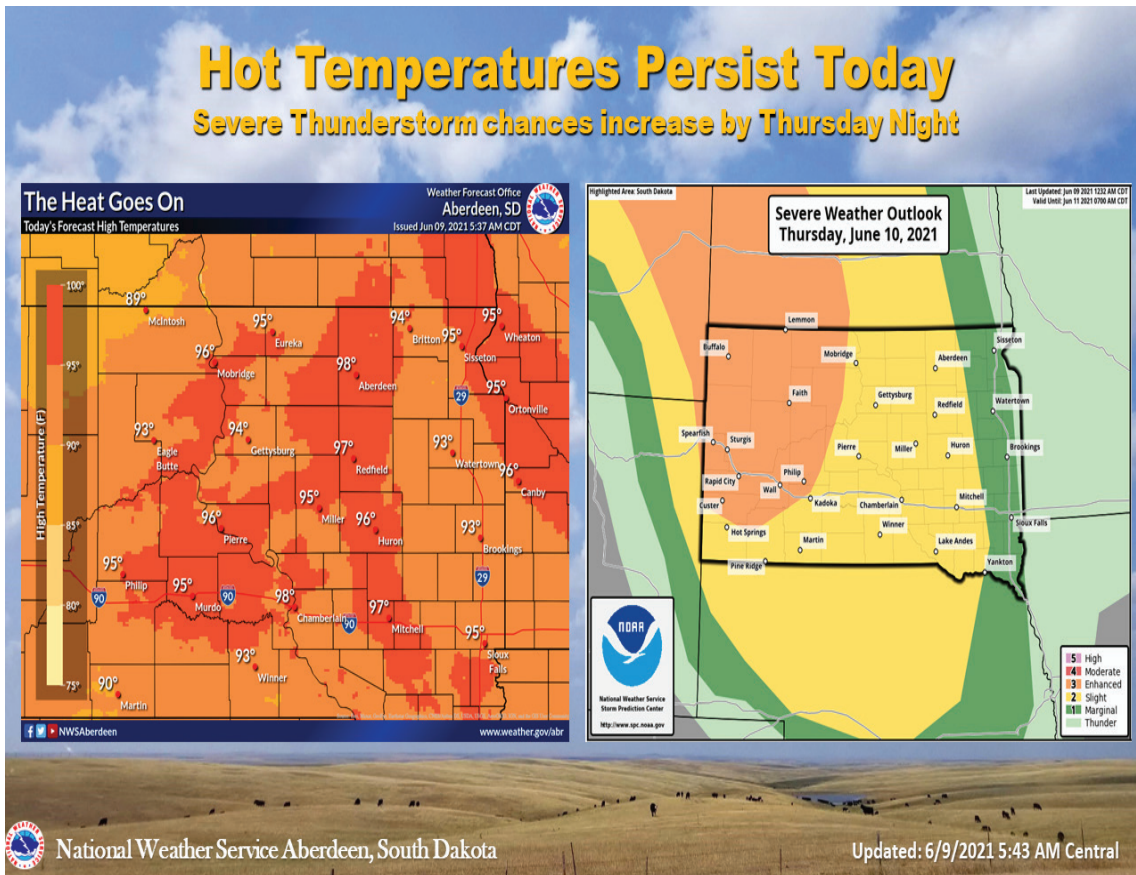 Hot Temperatures Persist Today
Severe Thunderstorm chances increase by Thursday Night
The Heat Goes On
Today's Forecast High Temperatures
Weather Forecast Office
Aberdeen, SD
Issued Jun 09, 2021 5:37 AM CDT
High Temperature (F)
100°
95°
90°
85°
80°
75°
89°
McIntosh
95°
Eureka
94°
Britton
95°
Sisseton
95°
Wheaton
96°
Mobridge
98°
Aberdeen
95°
Ortonville
29
93°
Eagle
Butte
94°
Gettysburg
97°
Redfield
93°
Watertown
96°
Canby
95°
Miller
96°
Pierre
96°
Huron
93°
Brookings
95°
Philip
95°
Murdo
98°
Chamberlain
97°
Mitchell
29
90
90
90
95°
Sioux
Falls
93°
Winner
90°
Martin
NWSAberdeen
www.weather.gov/abr
Highlighted Area: South Dakota
Last Updated: Jun 09 2021 1232 AM CDT
Valid Until: Jun 11 2021 0700 AM CDT
Severe Weather Outlook
Thursday, June 10, 2021
Lemmon
Buffalo
Mobridge
Aberdeen
Sisseton
Faith
Gettysburg
Redfield
Watertown
Spearfish
Sturgis
Pierre
Miller
Huron
Brookings
Rapid City
Philip
Wall
Custer
Kadoka
Chamberlain
Mitchell
Sioux Falls
Hot Springs
Winner
Martin
Lake Andes
Pine Ridge
Yankton
NOAA
National Weather Service
Storm Prediction Center
http://www.spc.noaa.gov
5 High
4 Moderate
3 Enhanced
2 Slight
1 Marginal
Thunder
National Weather Service Aberdeen, South Dakota
Updated: 6/9/2021 5:43 AM Central